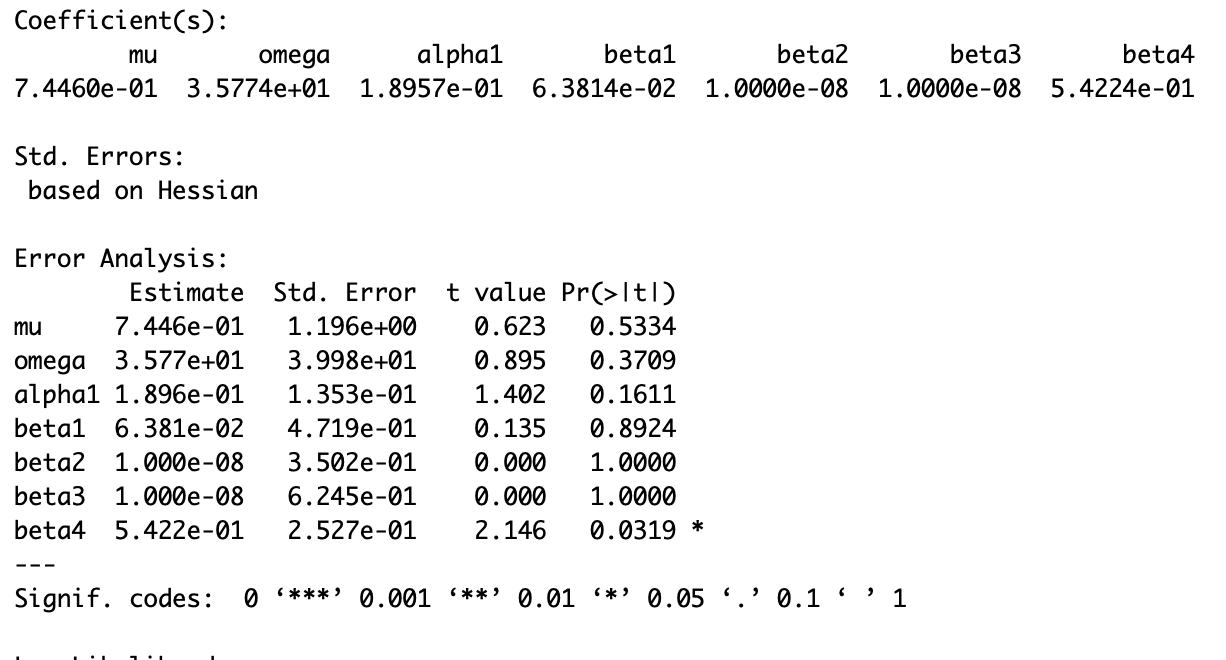 Coefficient(s):
mu omega alpha1 beta1 beta2 beta3 beta4
7.4460e-01 3.5774e+01 1.8957e-01 6.3814e-02 1.0000e-08 1.0000e-08 5.4224e-01
Std. Errors:
based on Hessian
Error Analysis:
Estimate Std. Error t value Pr(>|t|)
mu 7.446e-01 1.196e+00 0.623 0.5334
omega 3.577e+01 3.998e+01 0.895 0.3709
alpha1 1.896e-01 1.353e-01 1.402 0.1611
beta1 6.381e-02 4.719e-01 0.135 0.8924
beta2 1.000e-08 3.502e-01 0.000 1.0000
beta3 1.000e-08 6.245e-01 0.000 1.0000
beta4 5.422e-01 2.527e-01 2.146 0.0319 *
---
Signif. codes: 0 ‘***’ 0.001 ‘**’ 0.01 ‘*’ 0.05 ‘.’ 0.1 ‘ ’ 1